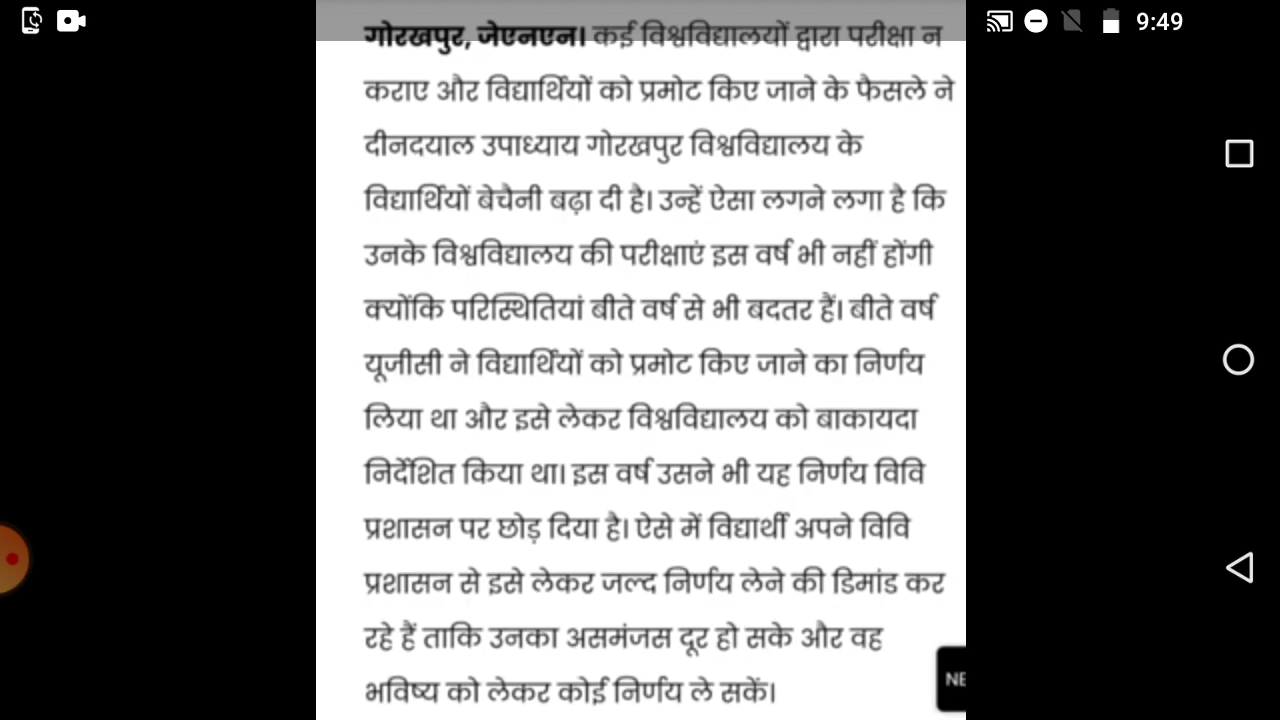 9:49
गोरखपुर, जेएनएन। कई विश्वविद्यालयों द्वारा परीक्षा न
कराए और विद्यार्थियों को प्रमोट किए जाने के फैसले ने
दीनदयाल उपाध्याय गोरखपुर विश्वविद्यालय के
विद्यार्थियों बेचैनी बढ़ा दी है। उन्हें ऐसा लगने लगा है कि
उनके विश्वविद्यालय की परीक्षाएं इस वर्ष भी नहीं होंगी
क्योंकि परिस्थितियां बीते वर्ष से भी बदतर हैं। बीते वर्ष
यूजीसी ने विद्यार्थियों को प्रमोट किए जाने का निर्णय
लिया था और इसे लेकर विश्वविद्यालय को बाकायदा
निर्देशित किया था। इस वर्ष उसने भी यह निर्णय विवि
प्रशासन पर छोड़ दिया है। ऐसे में विद्यार्थी अपने विवि
प्रशासन से इसे लेकर जल्द निर्णय लेने की डिमांड कर
रहे हैं ताकि उनका असमंजस दूर हो सके और वह
भविष्य को लेकर कोई निर्णय ले सकें।
NE